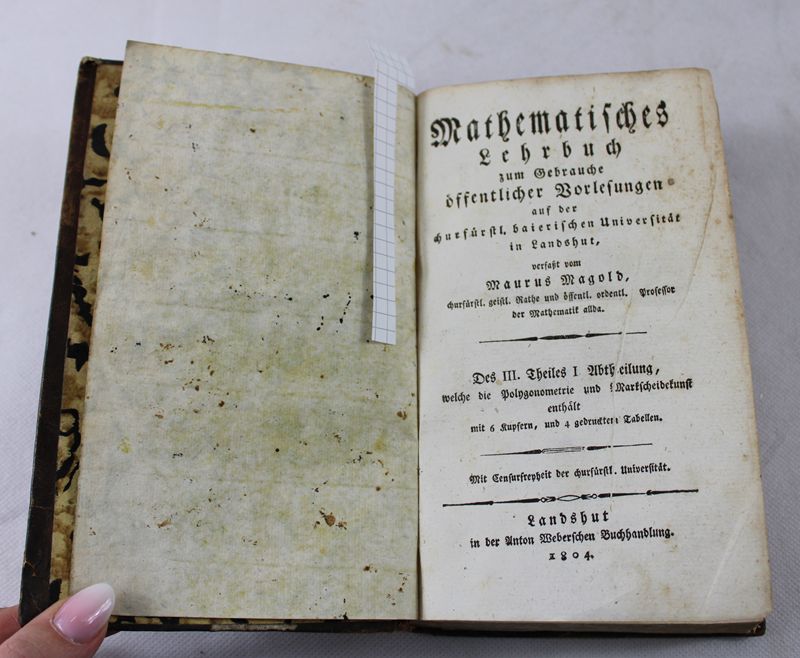 Mathematisches
Lehrbuch
zum Gebrauche
öffentlicher Vorlesungen
auf der
churfürstl. baierischen Universität
in Landshut,
verfaßt vom
Maurus Magold,
churfürstl. geistl. Rathe und öffentl. ordentl. Professor
der Mathematik allda.
Des III. Theiles I Abtheilung,
welche die Polygonometrie und Markscheidekunst
enthält
mit 6 Kupfern, und 4 gedruckten Tabellen.
Mit Censurfreyheit der churfürstl. Universität.
Landshut
in der Anton Weberschen Buchhandlung.
1804.